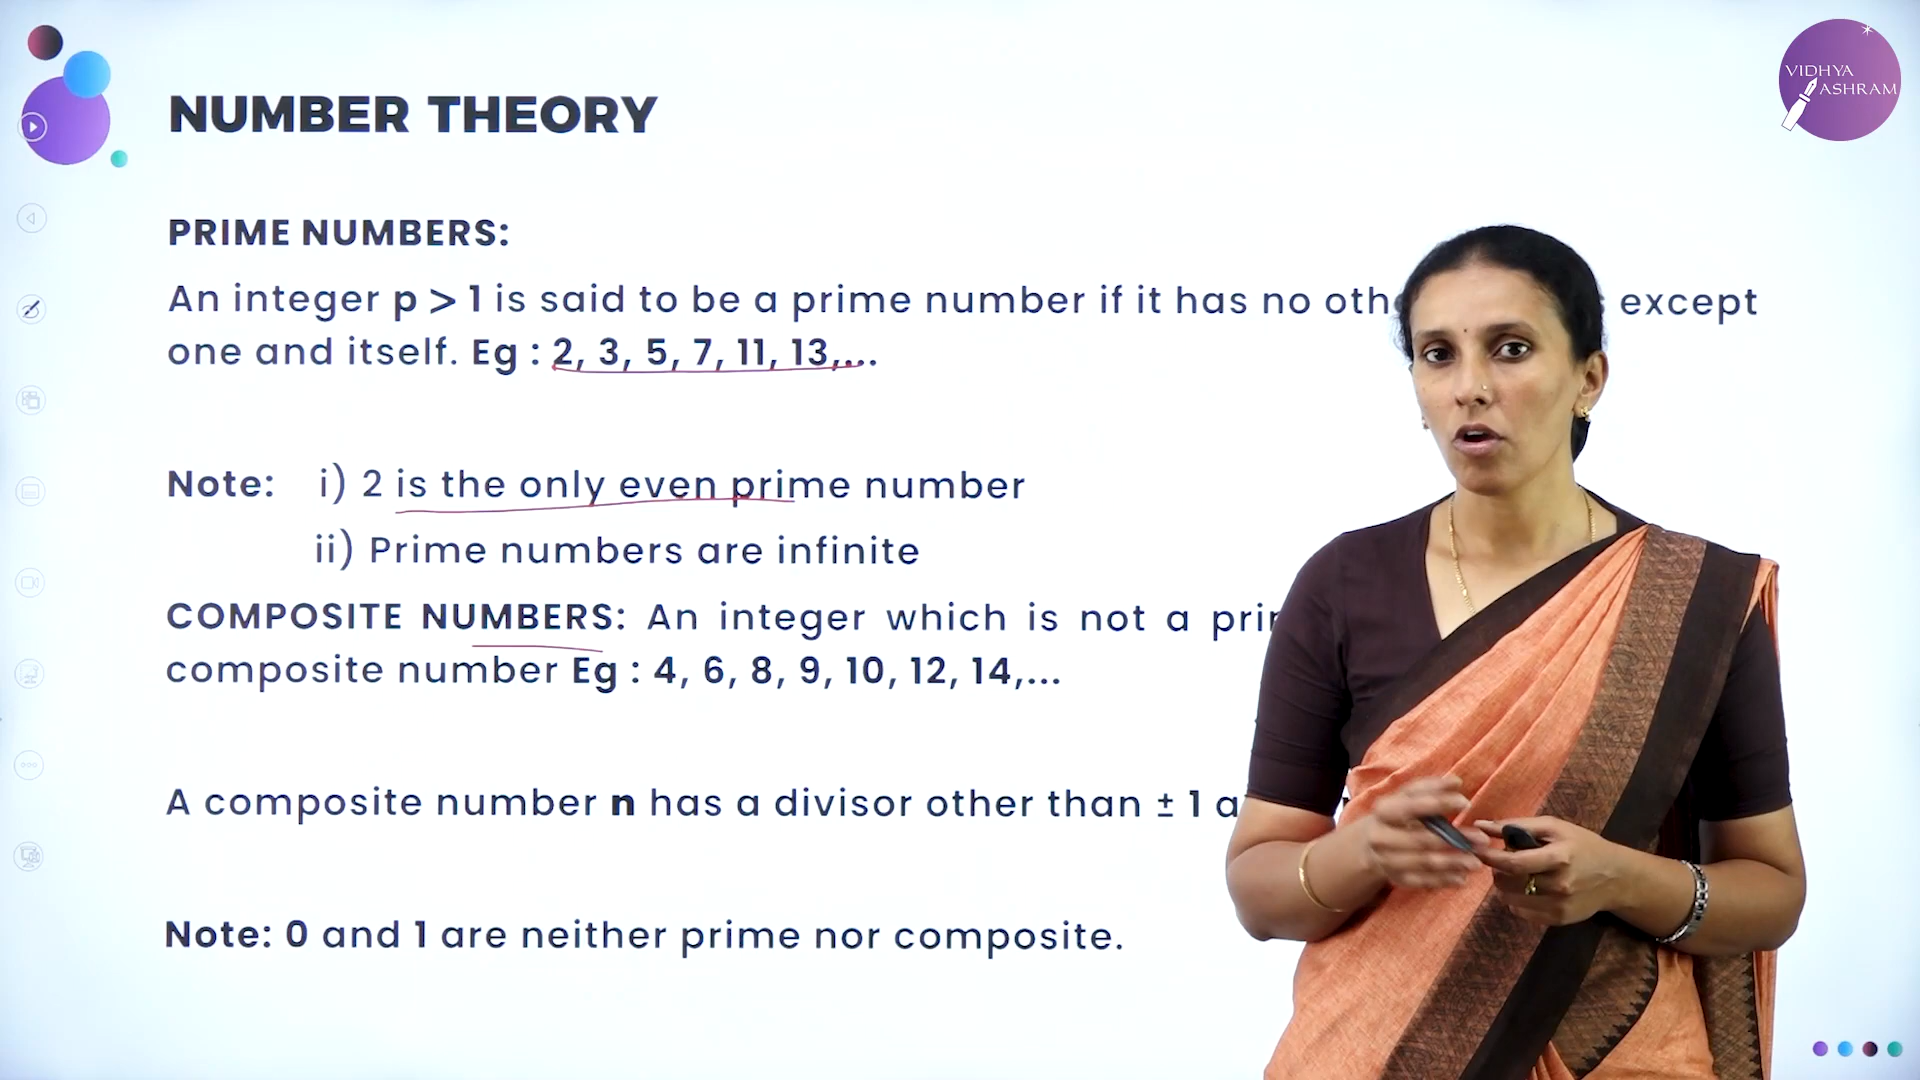 VIDHYA
ASHRAM
NUMBER THEORY
PRIME NUMBERS:
An integer p > 1 is said to be a prime number if it has no except
one and itself. Eg : 2, 3, 5, 7, 11, 13,...
Note: i) 2 is the only even prime number
ii) Prime numbers are infinite
COMPOSITE NUMBERS: An integer which is not a
composite number Eg : 4, 6, 8, 9, 10, 12, 14,...
A composite number n has a divisor other than ± 1
Note: 0 and 1 are neither prime nor composite.